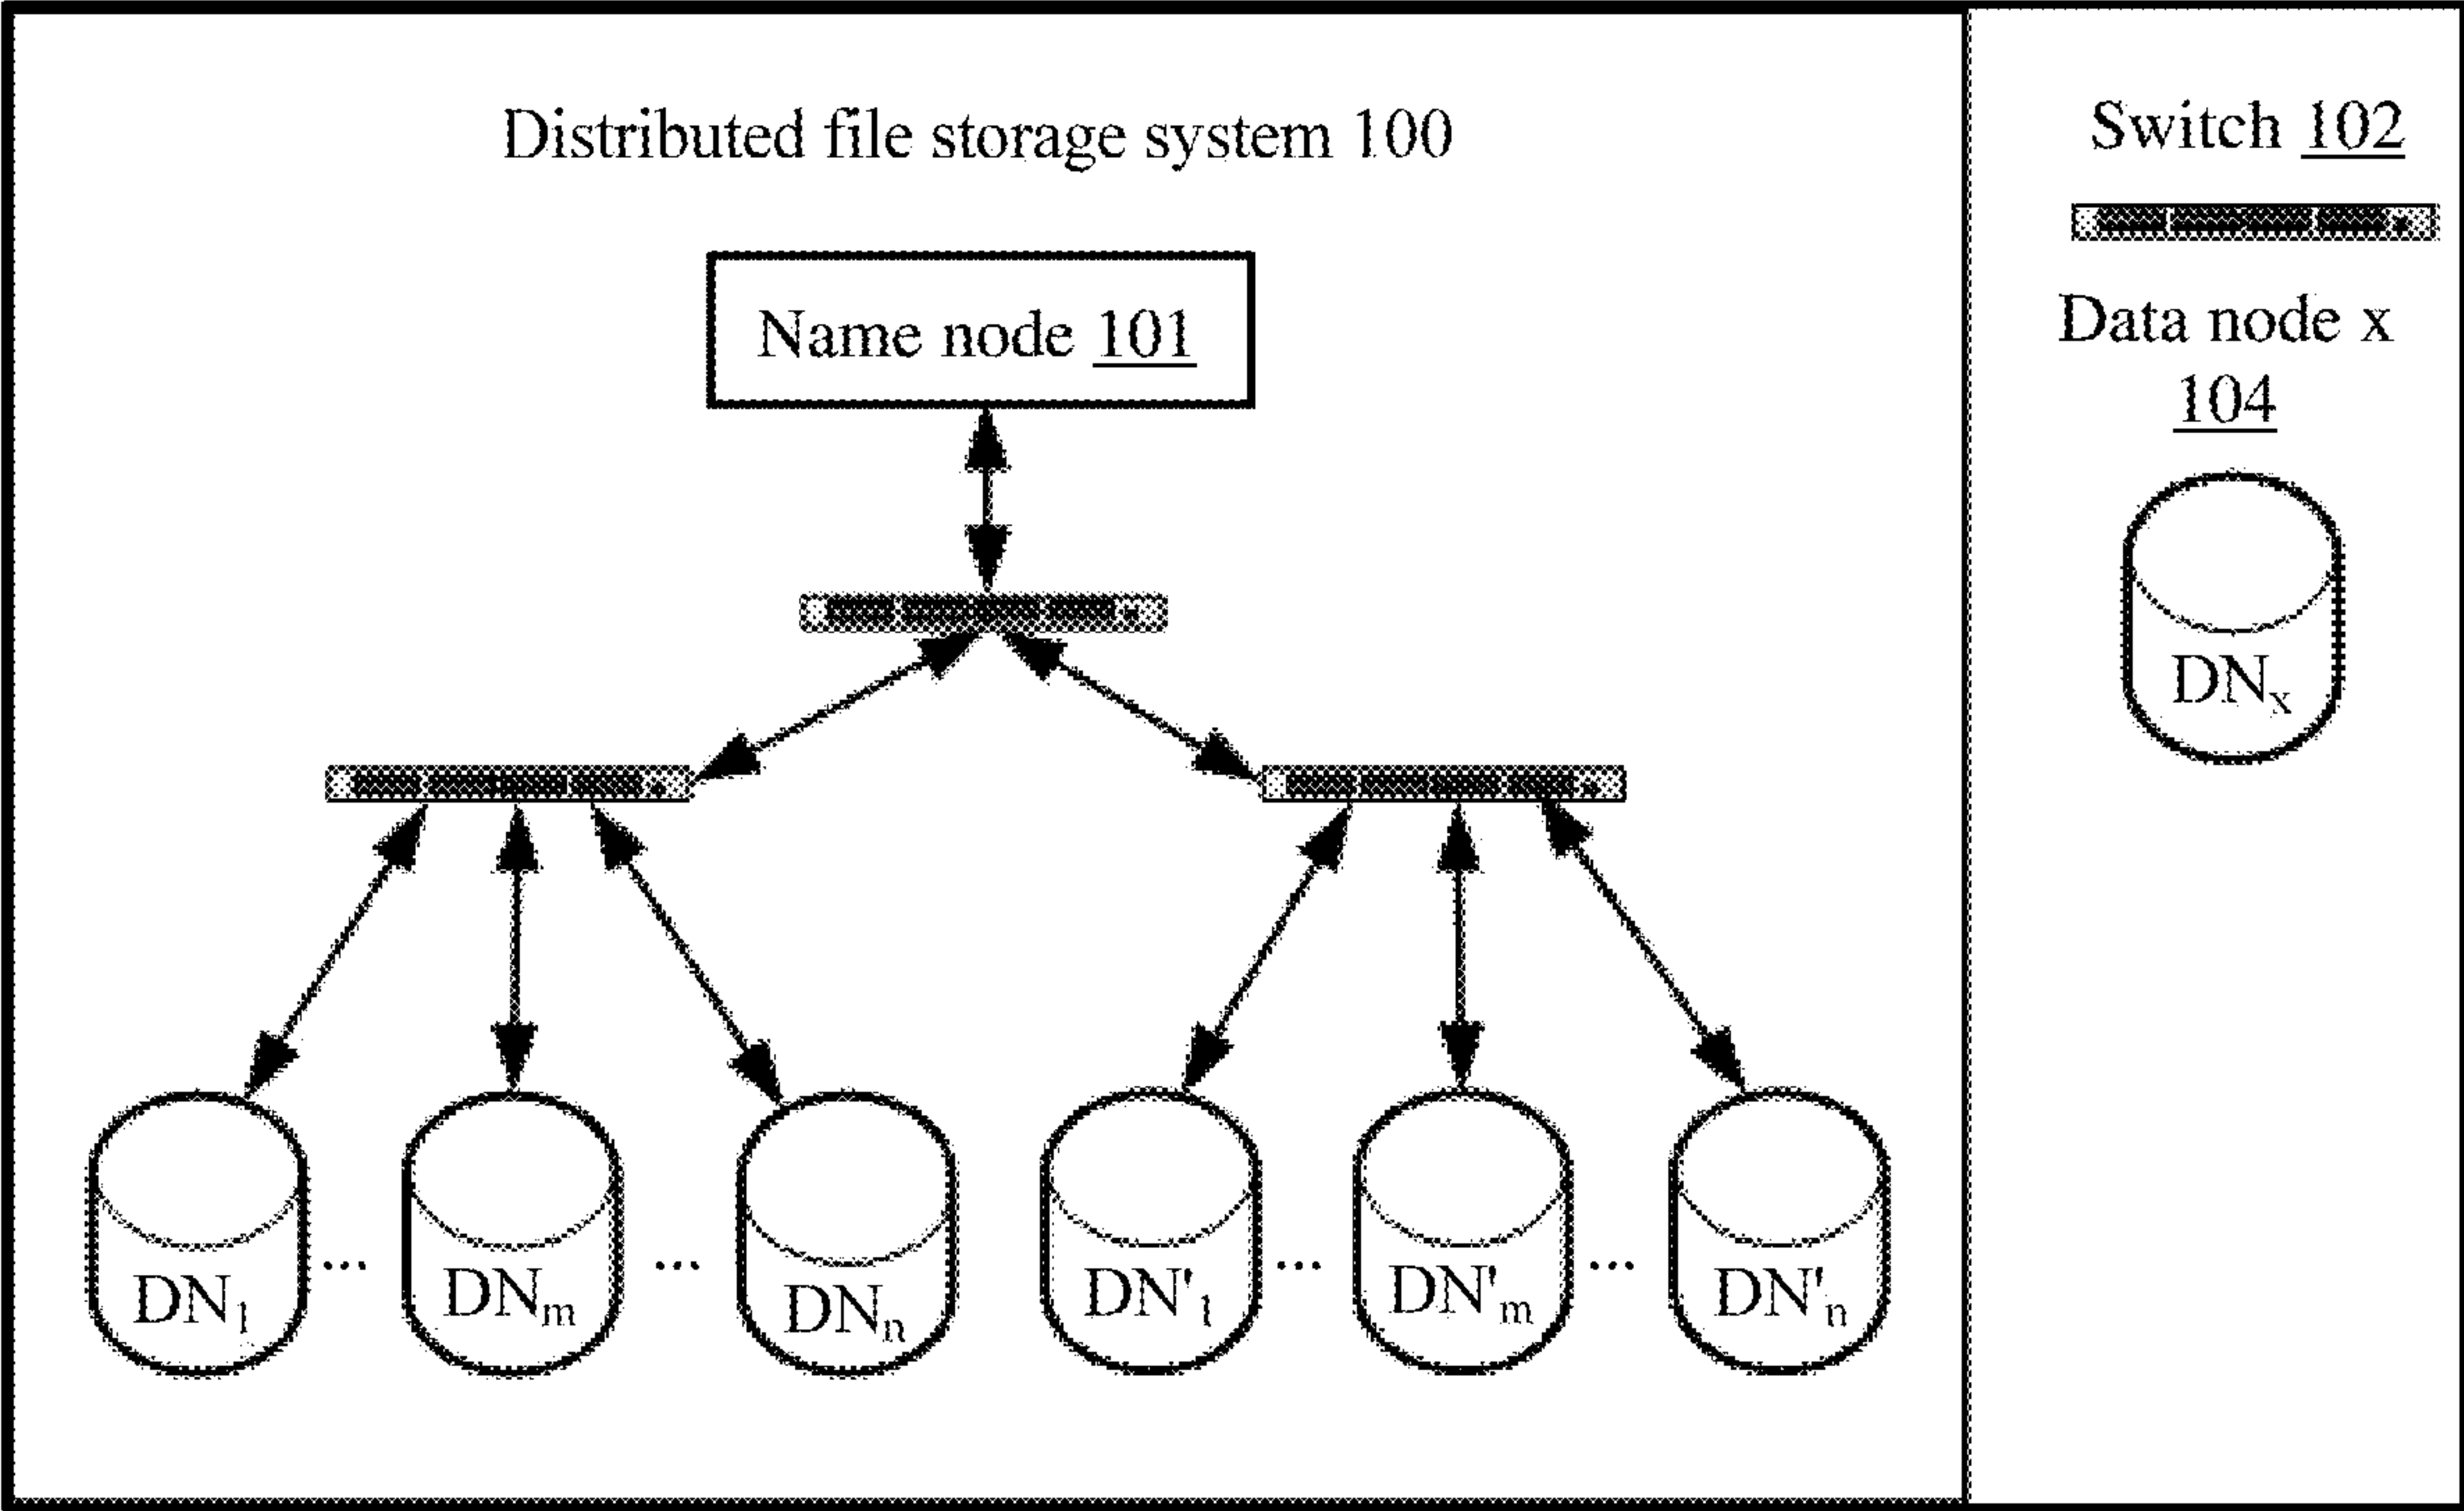 Distributed file storage system 100
Name node 101
DN1 ... DNm ... DNn DN'1 ... DN'm ... DN'n
Switch 102
Data node x
104
DNx